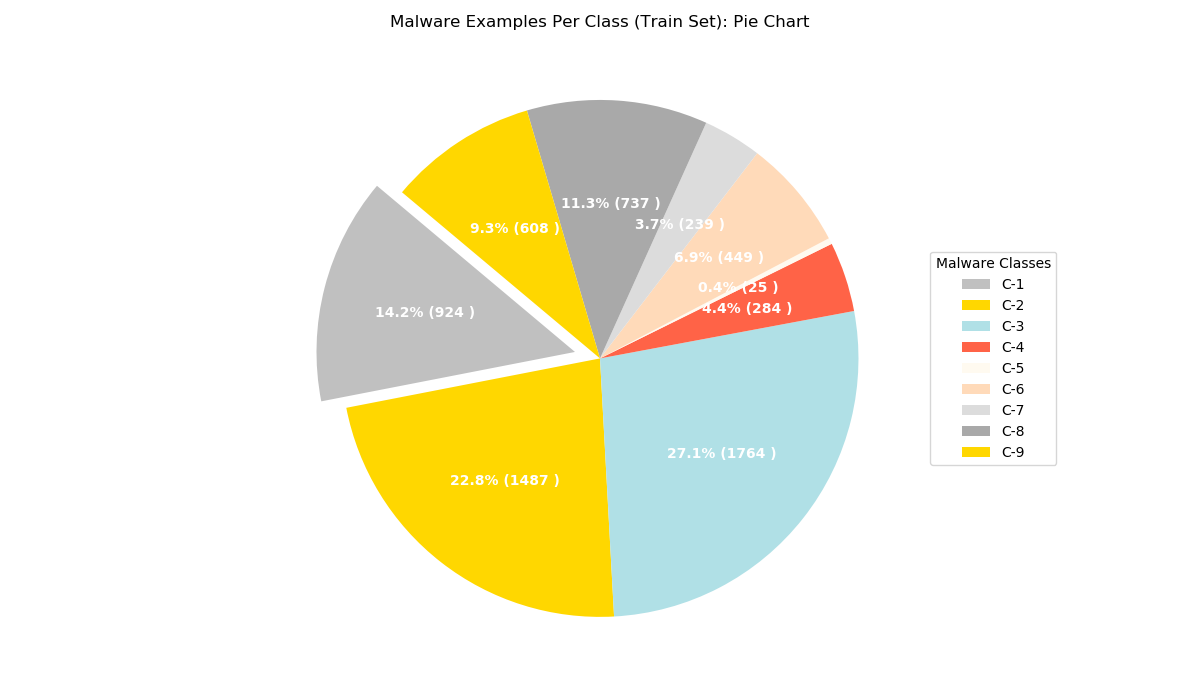 Malware Examples Per Class (Train Set): Pie Chart
11.3% (737 )
3.7% (239 )
9.3% (608 )
6.9% (449 )
0.4% (25 )
4.4% (284 )
14.2% (924 )
27.1% (1764 )
22.8% (1487 )
Malware Classes
C-1
C-2
C-3
C-4
C-5
C-6
C-7
C-8
C-9